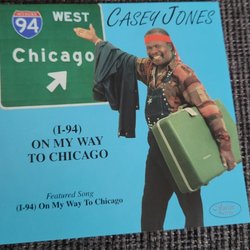 WEST
CASEY JONES
94
Chicago
(I-94)
ON MY WAY
TO CHICAGO
Featured Song
(I-94) On My Way To Chicago